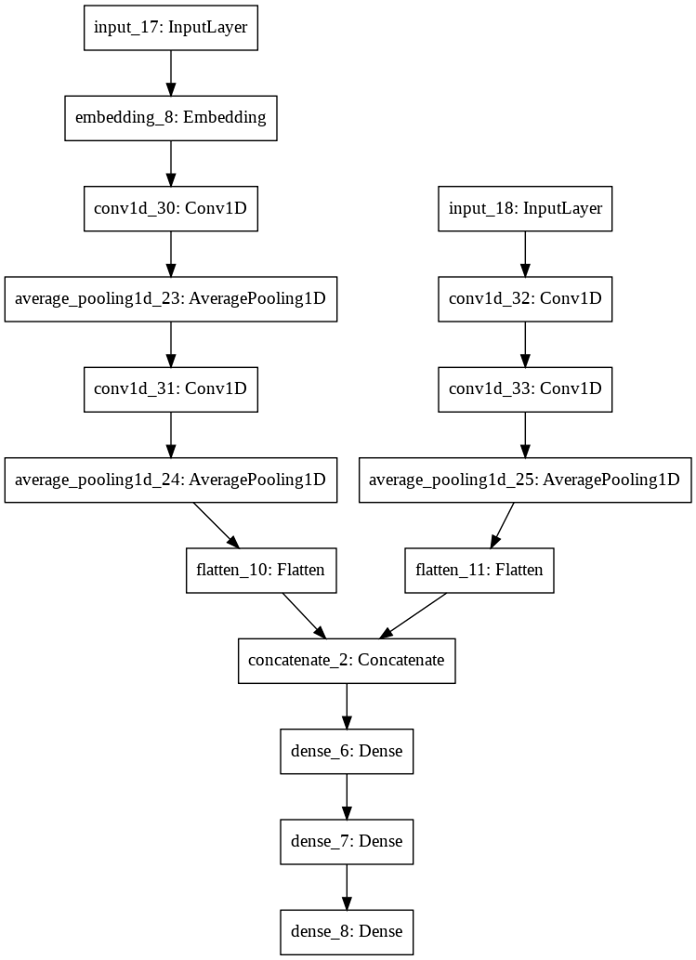 input_17: InputLayer
embedding_8: Embedding
conv1d_30: Conv1D
input_18: InputLayer
average_pooling1d_23: AveragePooling1D
conv1d_32: Conv1D
conv1d_31: Conv1D
conv1d_33: Conv1D
average_pooling1d_24: AveragePooling1D
average_pooling1d_25: AveragePooling1D
flatten_10: Flatten
flatten_11: Flatten
concatenate_2: Concatenate
dense_6: Dense
dense_7: Dense
dense_8: Dense